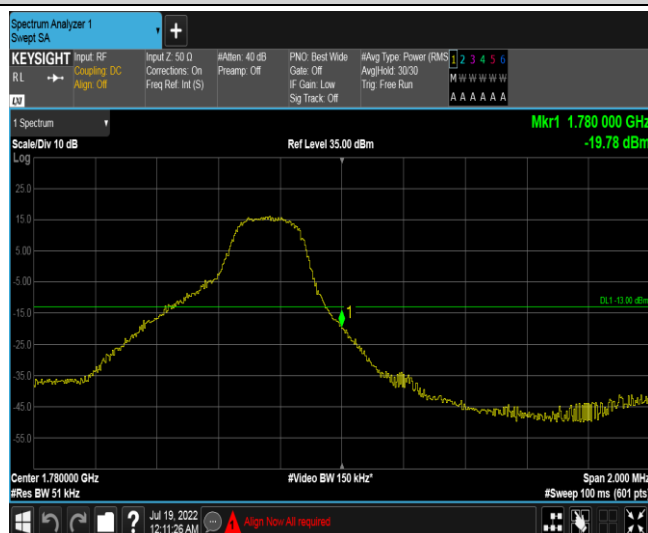 Spectrum Analyzer 1
Swept SA
+
KEYSIGHT Input: RF Input Z: 50 Ω #Atten: 40 dB PNO: Best Wide #Avg Type: Power (RMS 1 2 3 4 5 6
RL Coupling: DC Corrections: On Preamp: Off Gate: Off Avg|Hold: 30/30 M W W W W W
Align: Off Freq Ref: Int (S) IF Gain: Low Trig: Free Run
Sig Track: Off A A A A A A
LXI
1 Spectrum Mkr1 1.780 000 GHz
Scale/Div 10 dB Ref Level 35.00 dBm -19.78 dBm
Log
25.0
15.0
5.00
-5.00
DL1 -13.00 dBm
-15.0
1
-25.0
-35.0
-45.0
-55.0
Center 1.780000 GHz #Video BW 150 kHz* Span 2.000 MHz
#Res BW 51 kHz #Sweep 100 ms (601 pts)
? Jul 19, 2022 Align Now All required
12:11:26 AM